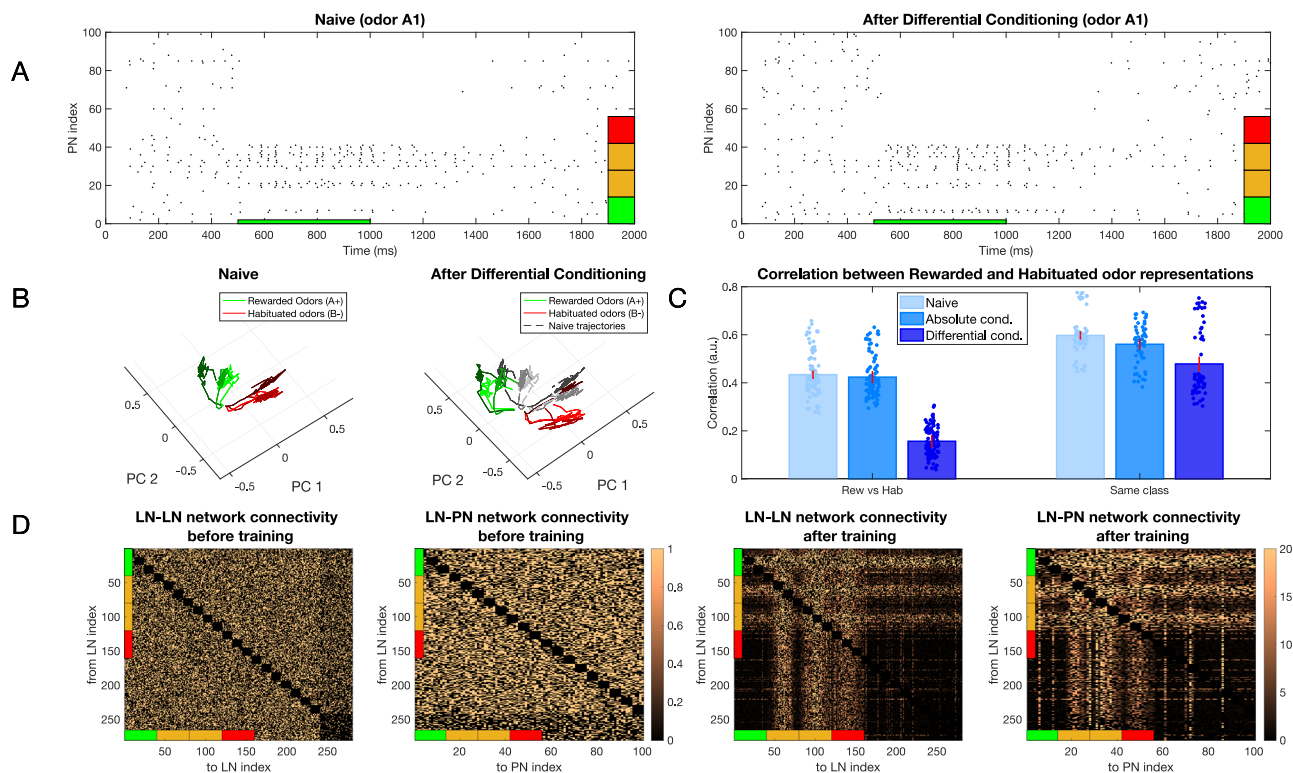 Naive (odor A1)
After Differential Conditioning (odor A1)
A
PN index
100
80
60
40
20
0
0 200 400 600 800 1000 1200 1400 1600 1800 2000
Time (ms)
100
80
60
40
20
0
0 200 400 600 800 1000 1200 1400 1600 1800 2000
Time (ms)
B
Naive
Rewarded Odors (A+)
Habituated odors (B-)
0.5
0
-0.5
PC 2
-0.5
0
0.5
PC 1
After Differential Conditioning
Rewarded Odors (A+)
Habituated odors (B-)
Naive trajectories
0.5
0
-0.5
PC 2
-0.5
0
0.5
PC 1
C
Correlation between Rewarded and Habituated odor representations
Naive
Absolute cond.
Differential cond.
Correlation (a.u.)
0.8
0.6
0.4
0.2
0
Rew vs Hab
Same class
D
LN-LN network connectivity
before training
from LN index
50
100
150
200
250
50 100 150 200 250
to LN index
LN-PN network connectivity
before training
from LN index
50
100
150
200
250
20 40 60 80 100
to PN index
1
0.8
0.6
0.4
0.2
0
LN-LN network connectivity
after training
from LN index
50
100
150
200
250
50 100 150 200 250
to LN index
LN-PN network connectivity
after training
from LN index
50
100
150
200
250
20 40 60 80 100
to PN index
20
15
10
5
0